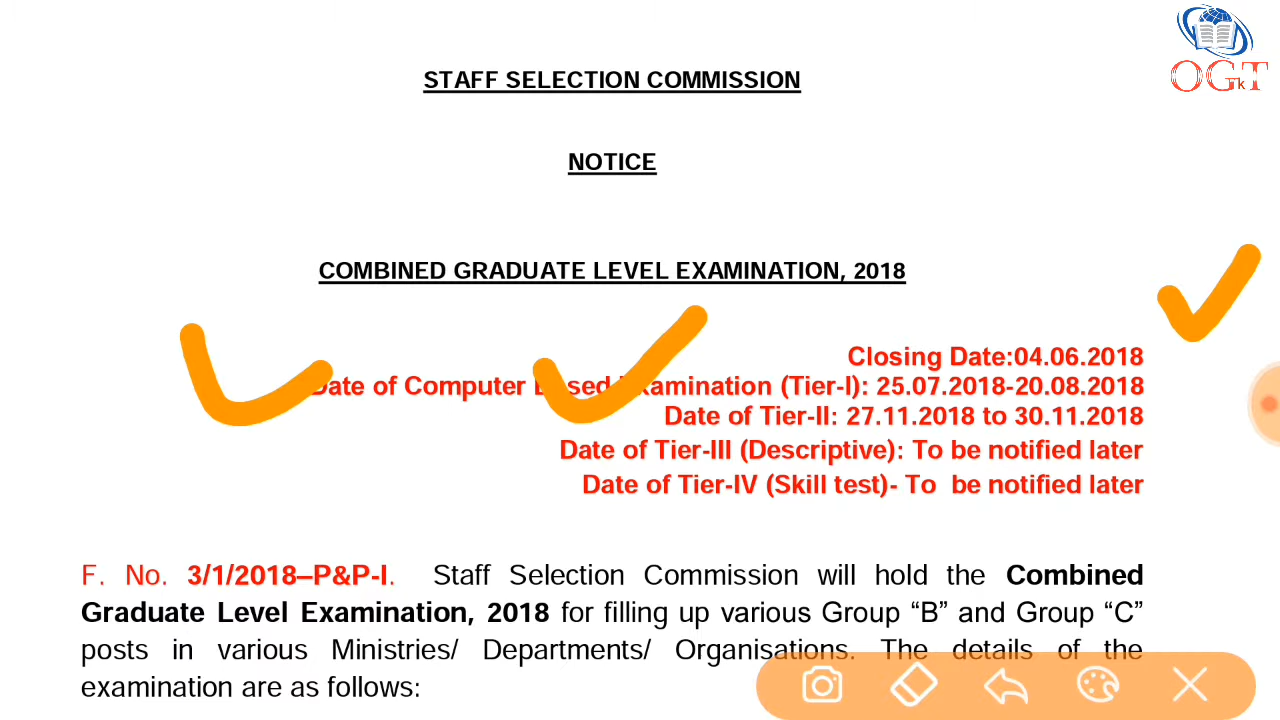 OGkT
STAFF SELECTION COMMISSION
NOTICE
COMBINED GRADUATE LEVEL EXAMINATION, 2018
Closing Date:04.06.2018
Date of Computer Based Examination (Tier-I): 25.07.2018-20.08.2018
Date of Tier-II: 27.11.2018 to 30.11.2018
Date of Tier-III (Descriptive): To be notified later
Date of Tier-IV (Skill test)- To be notified later
F. No. 3/1/2018–P&P-I. Staff Selection Commission will hold the Combined
Graduate Level Examination, 2018 for filling up various Group “B” and Group “C”
posts in various Ministries/ Departments/ Organisations. The details of the
examination are as follows: